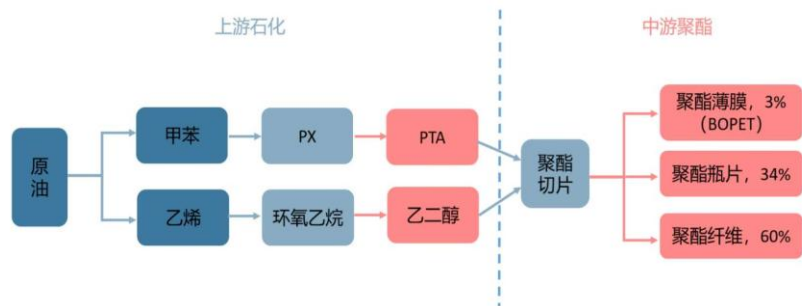 上游石化
中游聚酯
原
油
甲苯
PX
PTA
乙烯
环氧乙烷
乙二醇
聚酯
切片
聚酯薄膜，3%
（BOPET）
聚酯瓶片，34%
聚酯纤维，60%